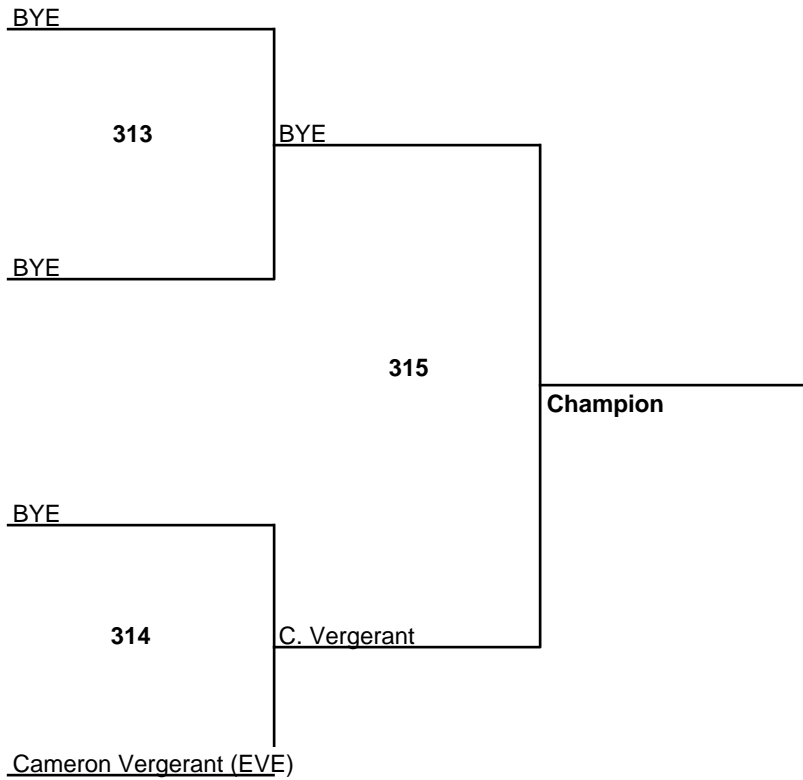 BYE
313
BYE
BYE
315
Champion
BYE
314
C. Vergerant
Cameron Vergerant (EVE)